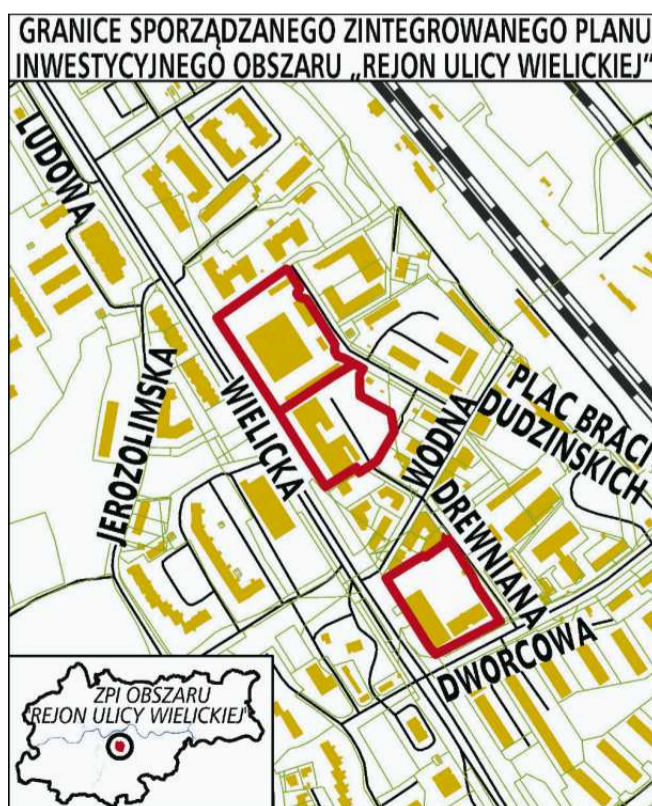 GRANICE SPORZĄDZANEGO ZINTEGROWANEGO PLANU
INWESTYCYJNEGO OBSZARU „REJON ULICY WIELICKIEJ”
LUDOWA
JEROZOLIMSKA
WIELICKA
WODNA
PLAC BRACI
DUDZIŃSKICH
DREWNIANA
DWORCOWA
ZPI OBSZARU
"REJON ULICY WIELICKIEJ"